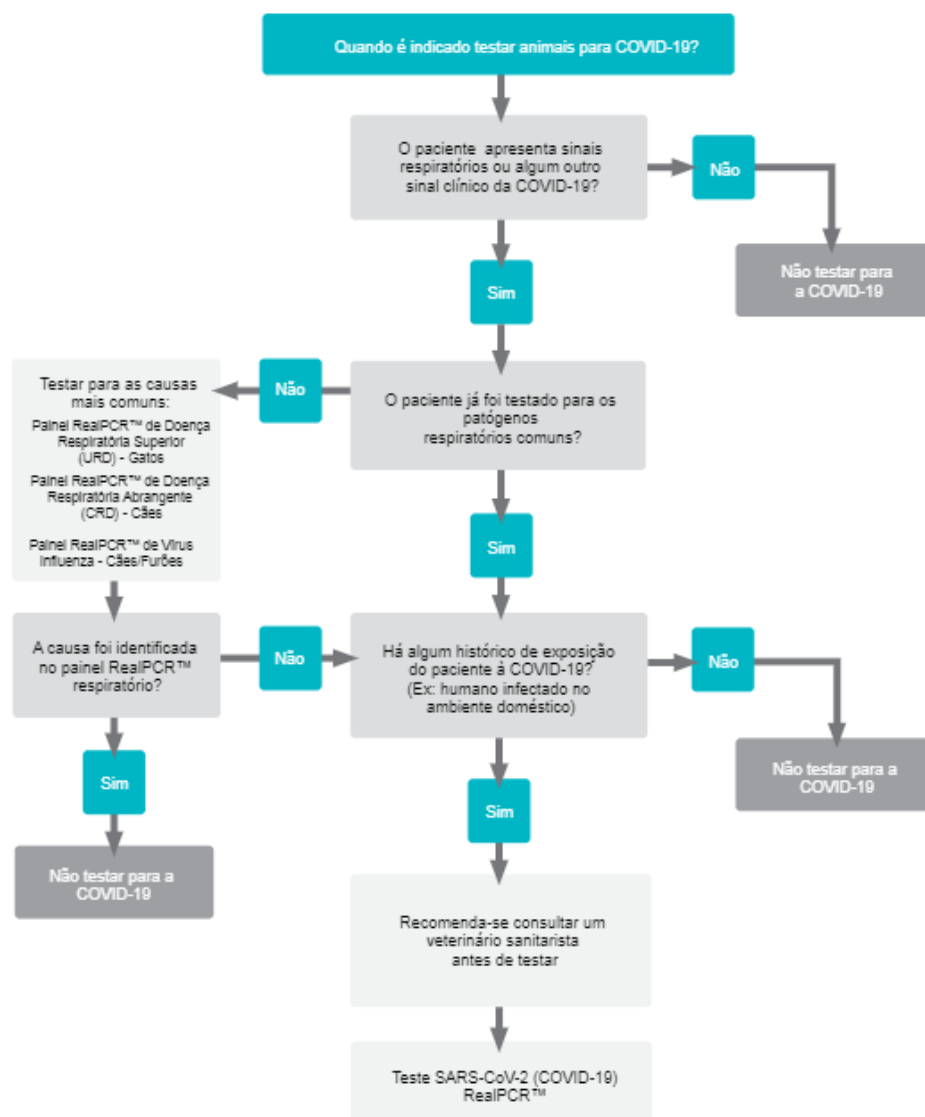 Quando é indicado testar animais para COVID-19?
O paciente apresenta sinais
respiratórios ou algum outro
sinal clínico da COVID-19?
Não
Não testar para
a COVID-19
Sim
Testar para as causas
mais comuns:
Painel RealPCR™ de Doença
Respiratória Superior
(URD) - Gatos
Painel RealPCR™ de Doença
Respiratória Abrangente
(CRD) - Cães
Painel RealPCR™ de Virus
Influenza - Cães/Furões
Não
O paciente já foi testado para os
patógenos
respiratórios comuns?
Sim
A causa foi identificada
no painel RealPCR™
respiratório?
Não
Há algum histórico de exposição
do paciente à COVID-19?
(Ex: humano infectado no
ambiente doméstico)
Não
Não testar para a
COVID-19
Sim
Não testar para a
COVID-19
Sim
Recomenda-se consultar um
veterinário sanitarista
antes de testar
Teste SARS-CoV-2 (COVID-19)
RealPCR™